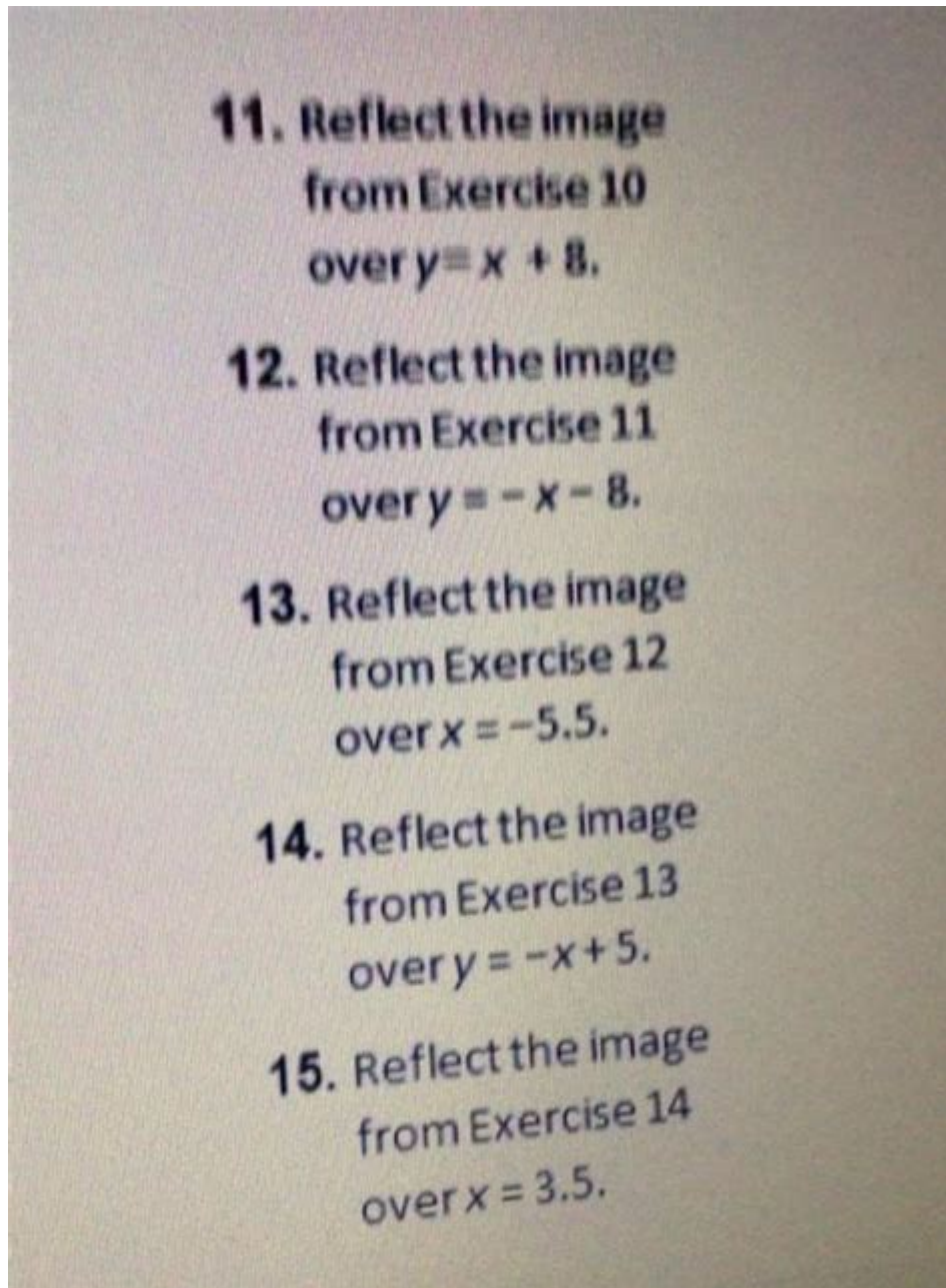 11. Reflect the image
from Exercise 10
over y = x + 8.
12. Reflect the image
from Exercise 11
over y = -x - 8.
13. Reflect the image
from Exercise 12
over x = -5.5.
14. Reflect the image
from Exercise 13
over y = -x + 5.
15. Reflect the image
from Exercise 14
over x = 3.5.